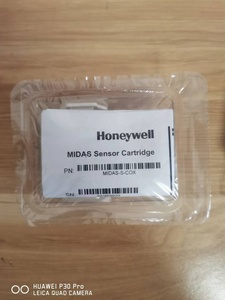 Honeywell
MIDAS Sensor Cartridge
PN
MIDAS-S-COX
SN
HUAWEI P30 Pro
LEICA QUAD CAMERA